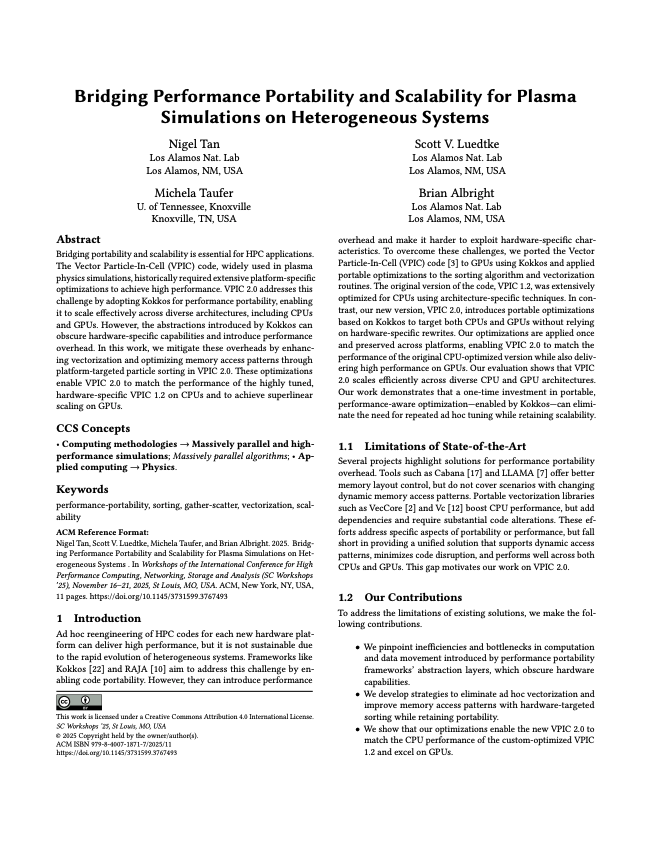 Bridging Performance Portability and Scalability for Plasma
Simulations on Heterogeneous Systems
Nigel Tan
Los Alamos Nat. Lab
Los Alamos, NM, USA
Scott V. Luedtke
Los Alamos Nat. Lab
Los Alamos, NM, USA
Michela Taufer
U. of Tennessee, Knoxville
Knoxville, TN, USA
Brian Albright
Los Alamos Nat. Lab
Los Alamos, NM, USA
Abstract
Bridging portability and scalability is essential for HPC applications.
The Vector Particle-In-Cell (VPIC) code, widely used in plasma
physics simulations, historically required extensive platform-specific
optimizations to achieve high performance. VPIC 2.0 addresses this
challenge by adopting Kokkos for performance portability, enabling
it to scale effectively across diverse architectures, including CPUs
and GPUs. However, the abstractions introduced by Kokkos can
obscure hardware-specific capabilities and introduce performance
overhead. In this work, we mitigate these overheads by enhanc-
ing vectorization and optimizing memory access patterns through
platform-targeted particle sorting in VPIC 2.0. These optimizations
enable VPIC 2.0 to match the performance of the highly tuned,
hardware-specific VPIC 1.2 on CPUs and to achieve superlinear
scaling on GPUs.
CCS Concepts
• Computing methodologies → Massively parallel and high-
performance simulations; Massively parallel algorithms; • Ap-
plied computing → Physics.
Keywords
performance-portability, sorting, gather-scatter, vectorization, scal-
ability
ACM Reference Format:
Nigel Tan, Scott V. Luedtke, Michela Taufer, and Brian Albright. 2025. Bridg-
ing Performance Portability and Scalability for Plasma Simulations on Het-
erogeneous Systems . In Workshops of the International Conference for High
Performance Computing, Networking, Storage and Analysis (SC Workshops
'25), November 16–21, 2025, St Louis, MO, USA. ACM, New York, NY, USA,
11 pages. https://doi.org/10.1145/3731599.3767493
1 Introduction
Ad hoc reengineering of HPC codes for each new hardware plat-
form can deliver high performance, but it is not sustainable due
to the rapid evolution of heterogeneous systems. Frameworks like
Kokkos [22] and RAJA [10] aim to address this challenge by en-
abling code portability. However, they can introduce performance
cc
BY
This work is licensed under a Creative Commons Attribution 4.0 International License.
SC Workshops '25, St Louis, MO, USA
© 2025 Copyright held by the owner/author(s).
ACM ISBN 979-8-4007-1871-7/2025/11
https://doi.org/10.1145/3731599.3767493
overhead and make it harder to exploit hardware-specific char-
acteristics. To overcome these challenges, we ported the Vector
Particle-In-Cell (VPIC) code [3] to GPUs using Kokkos and applied
portable optimizations to the sorting algorithm and vectorization
routines. The original version of the code, VPIC 1.2, was extensively
optimized for CPUs using architecture-specific techniques. In con-
trast, our new version, VPIC 2.0, introduces portable optimizations
based on Kokkos to target both CPUs and GPUs without relying
on hardware-specific rewrites. Our optimizations are applied once
and preserved across platforms, enabling VPIC 2.0 to match the
performance of the original CPU-optimized version while also deliv-
ering high performance on GPUs. Our evaluation shows that VPIC
2.0 scales efficiently across diverse CPU and GPU architectures.
Our work demonstrates that a one-time investment in portable,
performance-aware optimization—enabled by Kokkos—can elimi-
nate the need for repeated ad hoc tuning while retaining scalability.
1.1 Limitations of State-of-the-Art
Several projects highlight solutions for performance portability
overhead. Tools such as Cabana [17] and LLAMA [7] offer better
memory layout control, but do not cover scenarios with changing
dynamic memory access patterns. Portable vectorization libraries
such as VecCore [2] and Vc [12] boost CPU performance, but add
dependencies and require substantial code alterations. These ef-
forts address specific aspects of portability or performance, but fall
short in providing a unified solution that supports dynamic access
patterns, minimizes code disruption, and performs well across both
CPUs and GPUs. This gap motivates our work on VPIC 2.0.
1.2 Our Contributions
To address the limitations of existing solutions, we make the fol-
lowing contributions.
• We pinpoint inefficiencies and bottlenecks in computation
and data movement introduced by performance portability
frameworks' abstraction layers, which obscure hardware
capabilities.
• We develop strategies to eliminate ad hoc vectorization and
improve memory access patterns with hardware-targeted
sorting while retaining portability.
• We show that our optimizations enable the new VPIC 2.0 to
match the CPU performance of the custom-optimized VPIC
1.2 and excel on GPUs.